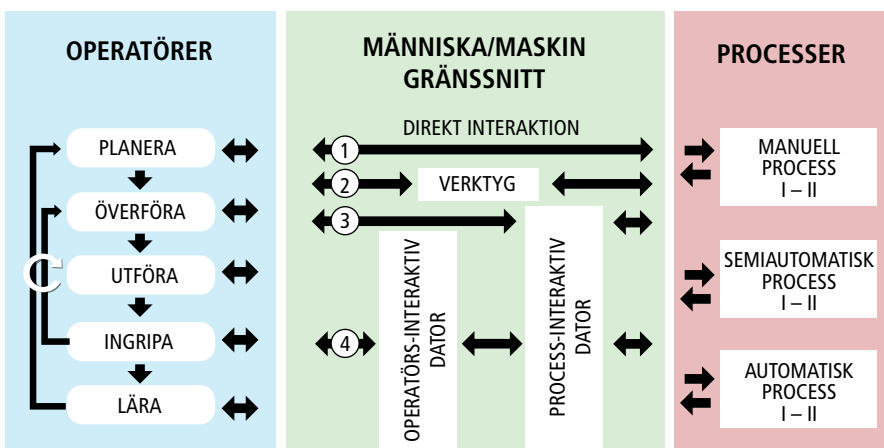 OPERATÖRER
PLANERA
ÖVERFÖRA
UTFÖRA
INGRIPA
LÄRA
MÄNNISKA/MASKIN
GRÄNSSNITT
DIREKT INTERAKTION
1
2
VERKTYG
3
4
OPERATÖRS-INTERAKTIV
DATOR
PROCESS-INTERAKTIV
DATOR
PROCESSER
MANUELL
PROCESS
I – II
SEMIAUTOMATISK
PROCESS
I – II
AUTOMATISK
PROCESS
I – II